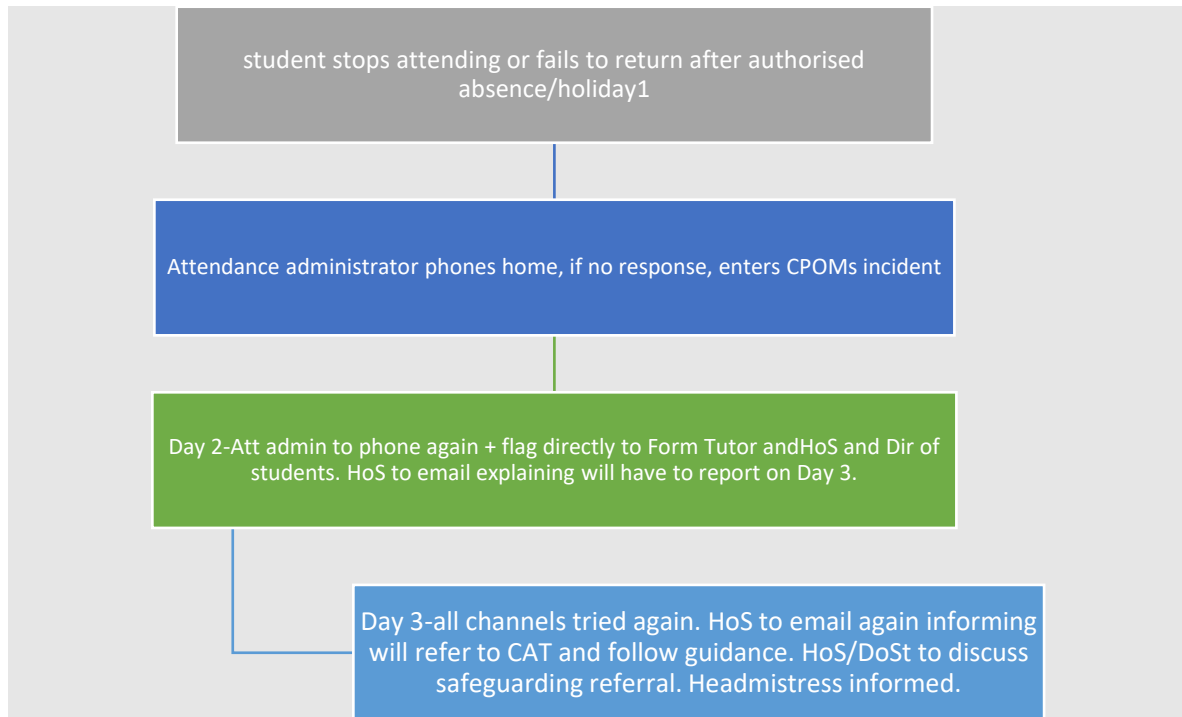 student stops attending or fails to return after authorised
absence/holiday1
Attendance administrator phones home, if no response, enters CPOMs incident
Day 2-Att admin to phone again + flag directly to Form Tutor andHoS and Dir of
students. HoS to email explaining will have to report on Day 3.
Day 3-all channels tried again. HoS to email again informing
will refer to CAT and follow guidance. HoS/DoSt to discuss
safeguarding referral. Headmistress informed.